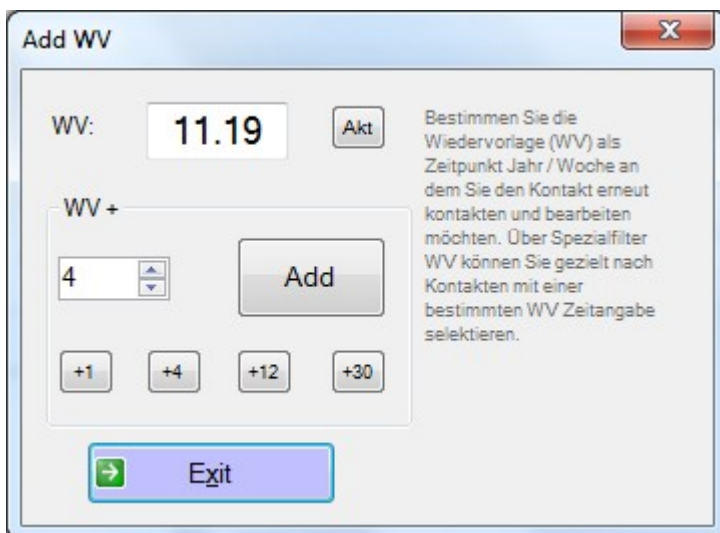 Add WV
WV:
11.19
Akt
Bestimmen Sie die
Wiedervorlage (WV) als
Zeitpunkt Jahr / Woche an
dem Sie den Kontakt erneut
kontakten und bearbeiten
möchten. Über Spezialfilter
WV können Sie gezielt nach
Kontakten mit einer
bestimmten WV Zeitangabe
selektieren.
WV +
4
Add
+1
+4
+12
+30
Exit